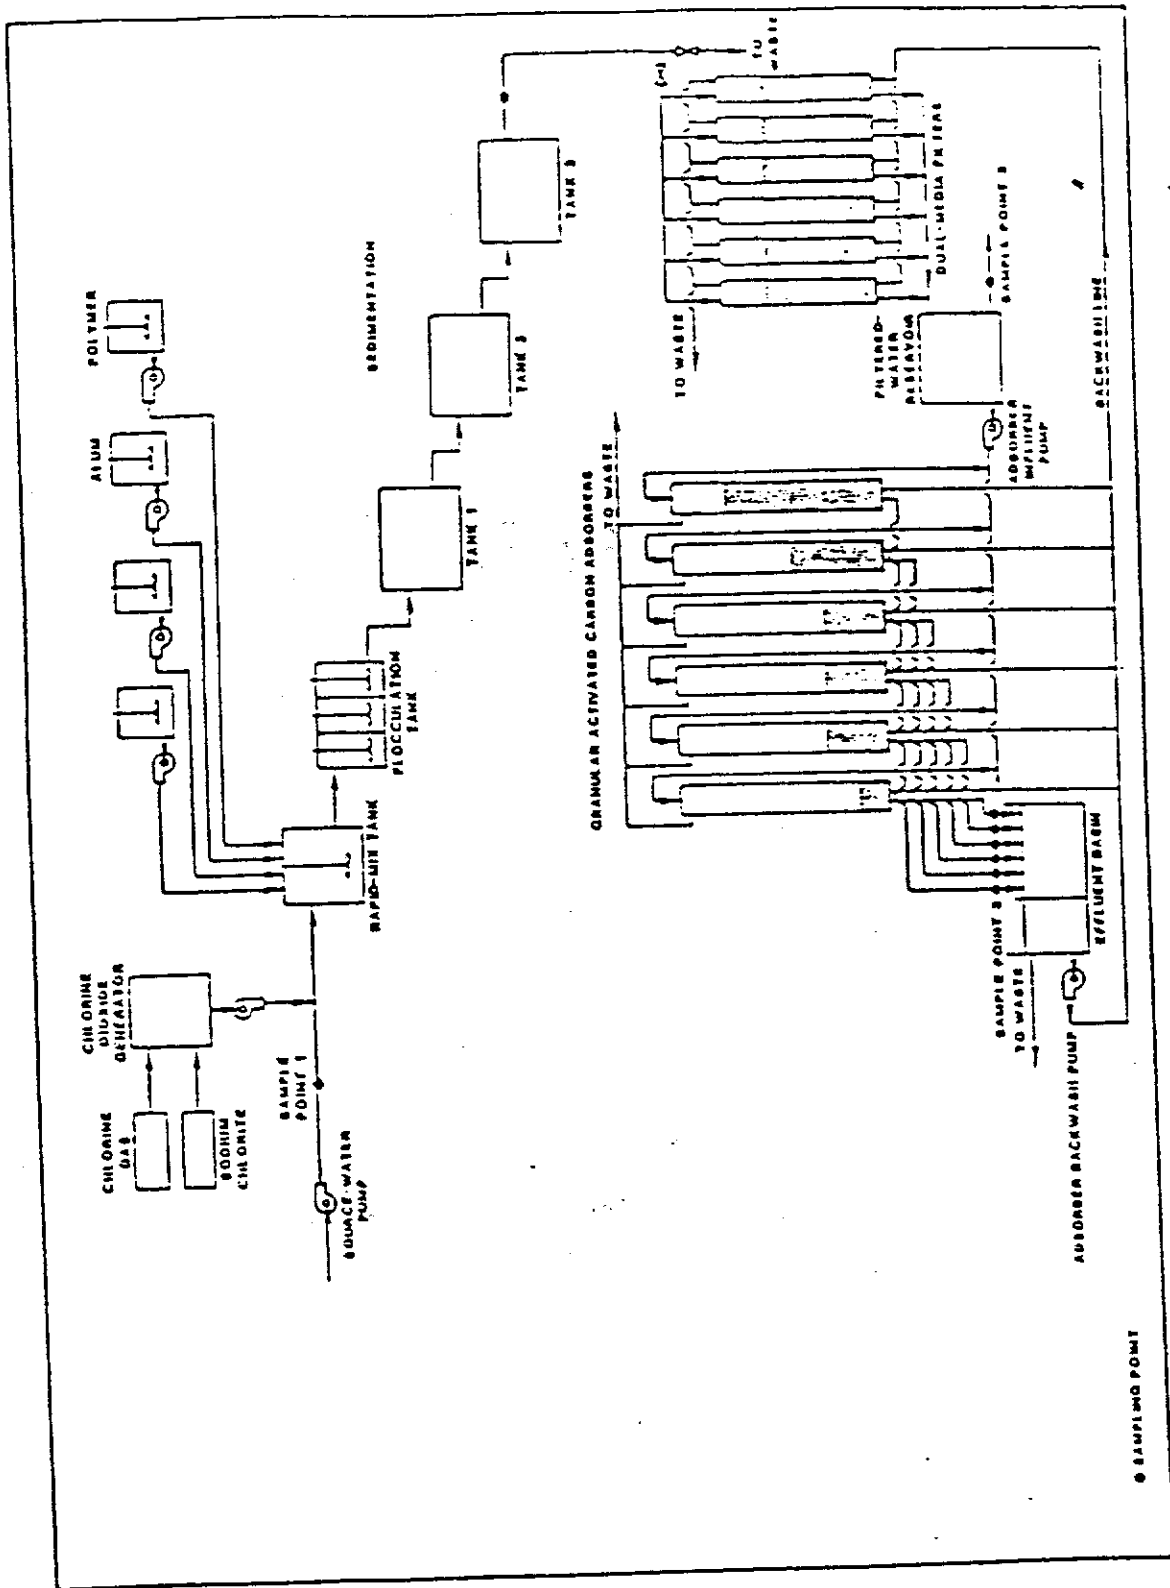 CHLORINE
GAS
SODIUM
CHLORITE
CHLORINE
DIOXIDE
GENERATOR
SOURCE-WATER
PUMP
SAMPLE
POINT 1
RAPID-MIX TANK
ALUM
POLYMER
FLOCCULATION
TANK
TANK 1
SEDIMENTATION
TANK 2
TANK 3
TO
WASTE
GRANULAR ACTIVATED CARBON ADSORBERS
TO WASTE
TO WASTE
DUAL-MEDIA FILTERS
FILTERED-
WATER
RESERVOIR
SAMPLE POINT 2
ADSORBER
INFLUENT
PUMP
BACKWASH LINE
SAMPLE POINT 3
TO WASTE
EFFLUENT BASIN
ADSORBER BACKWASH PUMP
● SAMPLING POINT